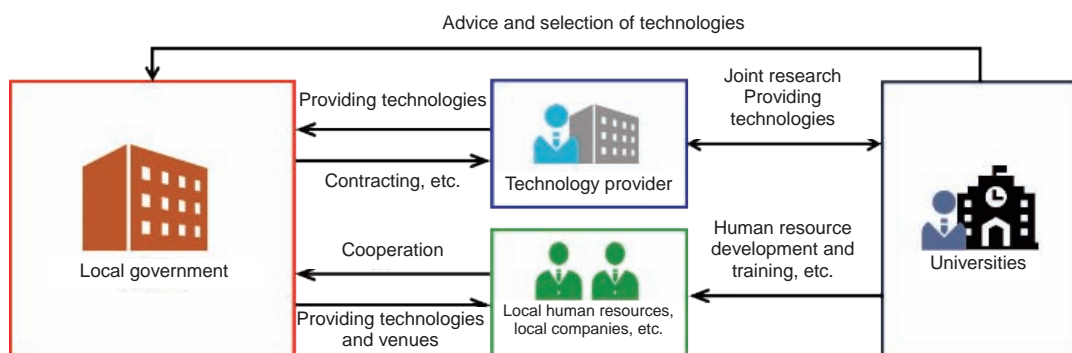 Advice and selection of technologies
Providing technologies
Contracting, etc.
Technology provider
Joint research
Providing
technologies
Local government
Cooperation
Providing technologies
and venues
Local human resources,
local companies, etc.
Human resource
development and
training, etc.
Universities